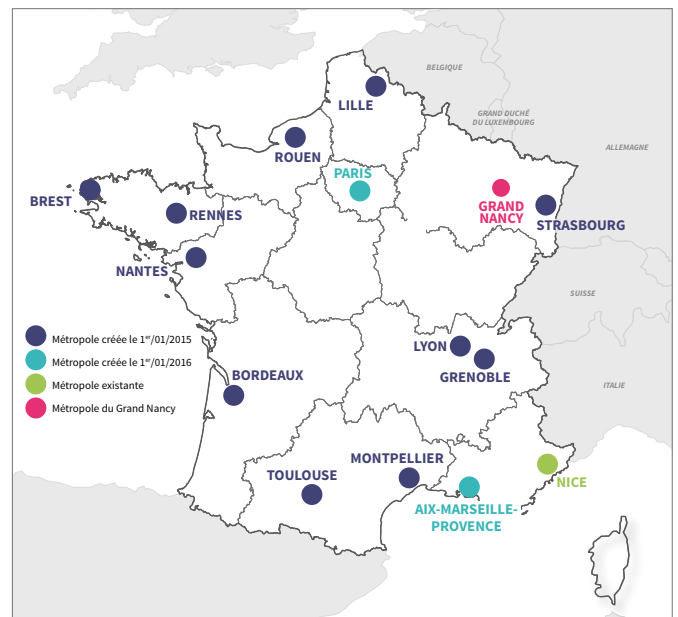 BELGIQUE
LILLE
GRAND DUCHÉ
DU LUXEMBOURG
ROUEN
ALLEMAGNE
PARIS
BREST
RENNES
GRAND
NANCY
STRASBOURG
NANTES
SUISSE
Métropole créée le 1er/01/2015
Métropole créée le 1er/01/2016
Métropole existante
Métropole du Grand Nancy
LYON
GRENOBLE
BORDEAUX
ITALIE
MONTPELLIER
TOULOUSE
NICE
AIX-MARSEILLE-
PROVENCE